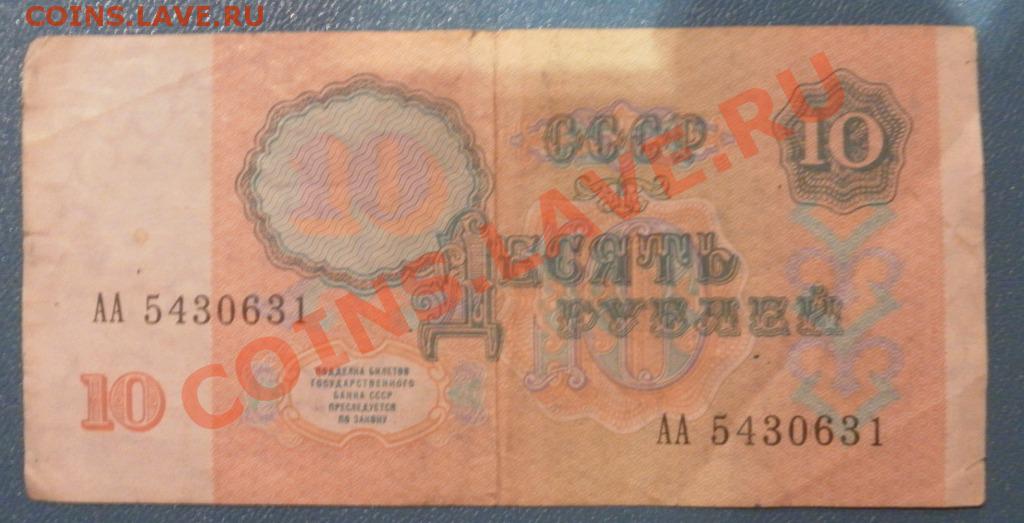 COINS.LAVE.RU
10
СССР
10
ДЕСЯТЬ
РУБЛЕЙ
10
АА 5430631
10
ПОДДЕЛКА БИЛЕТОВ
ГОСУДАРСТВЕННОГО
БАНКА СССР
ПРЕСЛЕДУЕТСЯ
ПО ЗАКОНУ
АА 5430631
COINS.LAVE.RU